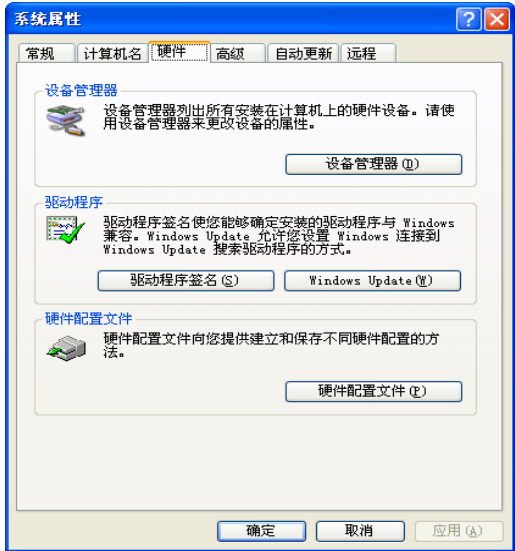 系统属性
常规 计算机名 硬件 高级 自动更新 远程
设备管理器
设备管理器列出所有安装在计算机上的硬件设备。请使
用设备管理器来更改设备的属性。
设备管理器(D)
驱动程序
驱动程序签名使您能够确定安装的驱动程序与 Windows
兼容。Windows Update 允许您设置 Windows 连接到
Windows Update 搜索驱动程序的方式。
驱动程序签名(S) Windows Update(W)
硬件配置文件
硬件配置文件向您提供建立和保存不同硬件配置的方
法。
硬件配置文件(P)
确定 取消 应用(A)